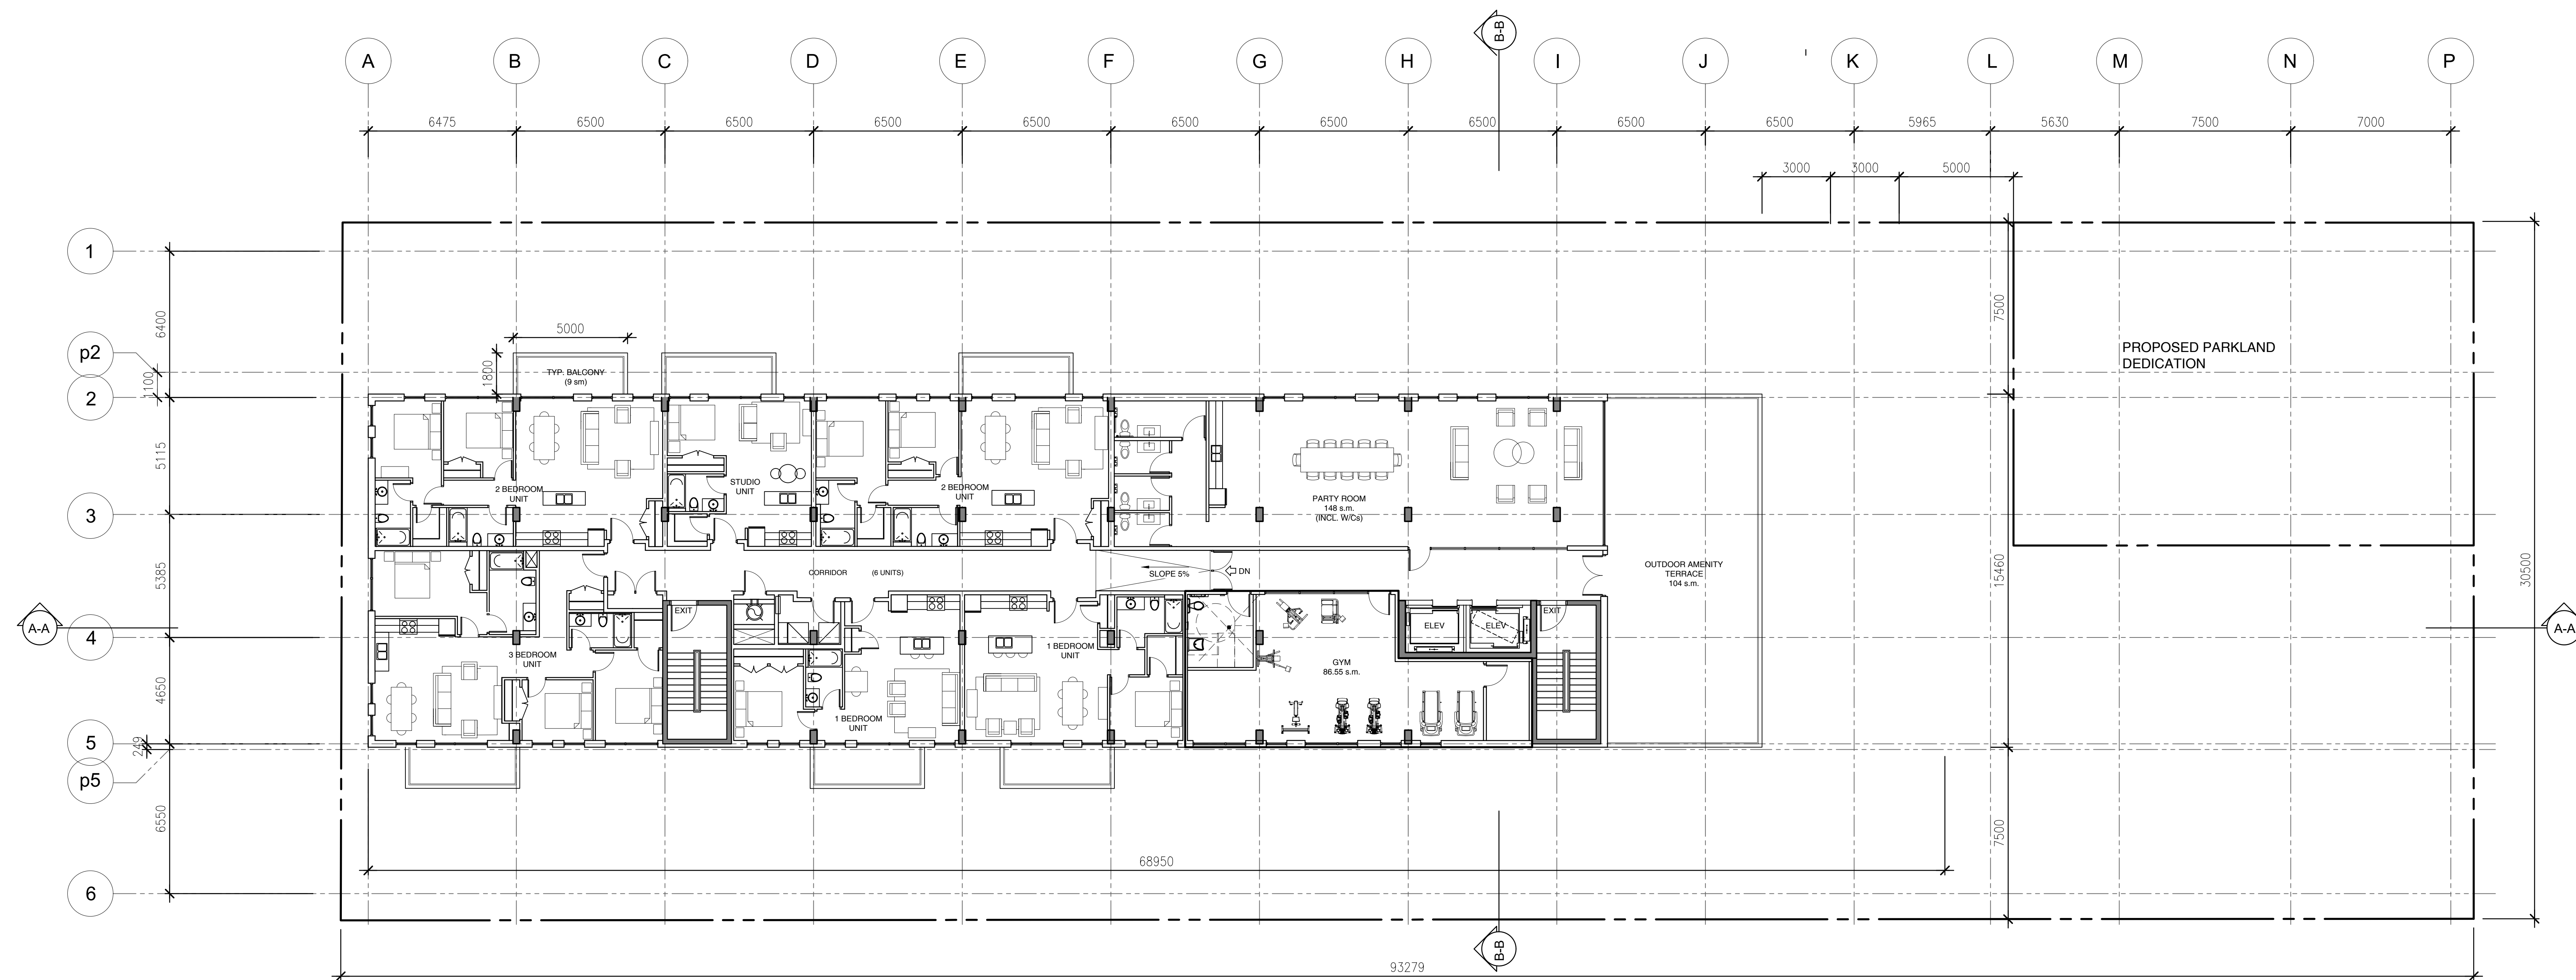 B-B
A B C D E F G H I J K L M N P
6475 6500 6500 6500 6500 6500 6500 6500 6500 6500 5965 5630 7500 7000
3000 3000 5000
1
6400
7500
p2
5000
1800
TYP. BALCONY
(9 sm)
PROPOSED PARKLAND
DEDICATION
1100
2
5115
2 BEDROOM
UNIT
STUDIO
UNIT
2 BEDROOM
UNIT
PARTY ROOM
148 s.m.
(INCL. W/Cs)
3
5385
CORRIDOR (6 UNITS)
SLOPE 5%
DN
OUTDOOR AMENITY
TERRACE
104 s.m.
15460
30500
EXIT
EXIT
ELEV
ELEV
A-A
A-A
4
3 BEDROOM
UNIT
1 BEDROOM
UNIT
GYM
86.55 s.m.
4650
1 BEDROOM
UNIT
5
249
p5
6550
7500
68950
6
B-B
93279